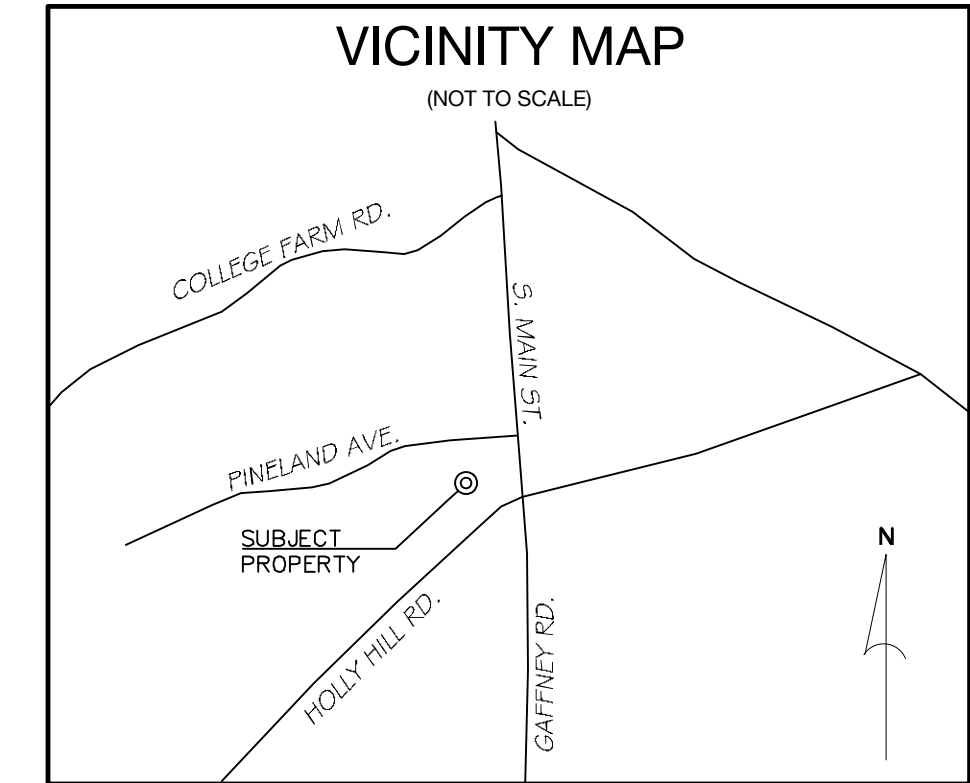 VICINITY MAP
(NOT TO SCALE)
COLLEGE FARM RD.
S. MAIN ST.
PINELAND AVE.
SUBJECT
PROPERTY
N
HOLLY HILL RD.
GAFFNEY RD.